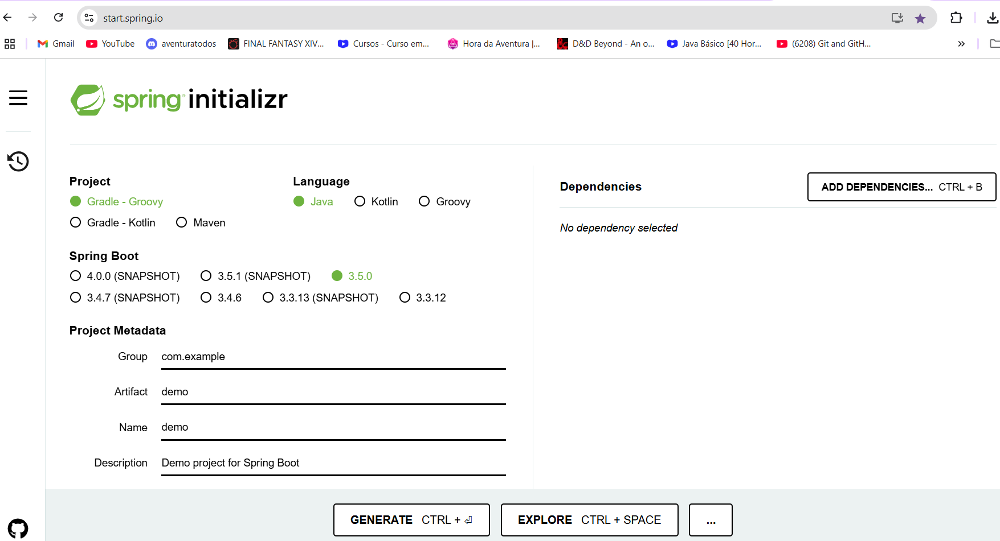 start.spring.io
Gmail YouTube aventuratodos FINAL FANTASY XIV... Cursos - Curso em... Hora da Aventura |... D&D Beyond - An o... Java Básico [40 Hor... (6208) Git and GitH... »
spring initializr
Project
Gradle - Groovy
Gradle - Kotlin Maven
Language
Java Kotlin Groovy
Spring Boot
4.0.0 (SNAPSHOT) 3.5.1 (SNAPSHOT) 3.5.0
3.4.7 (SNAPSHOT) 3.4.6 3.3.13 (SNAPSHOT) 3.3.12
Project Metadata
Group com.example
Artifact demo
Name demo
Description Demo project for Spring Boot
Dependencies
ADD DEPENDENCIES... CTRL + B
No dependency selected
GENERATE CTRL + ⏎
EXPLORE CTRL + SPACE
...